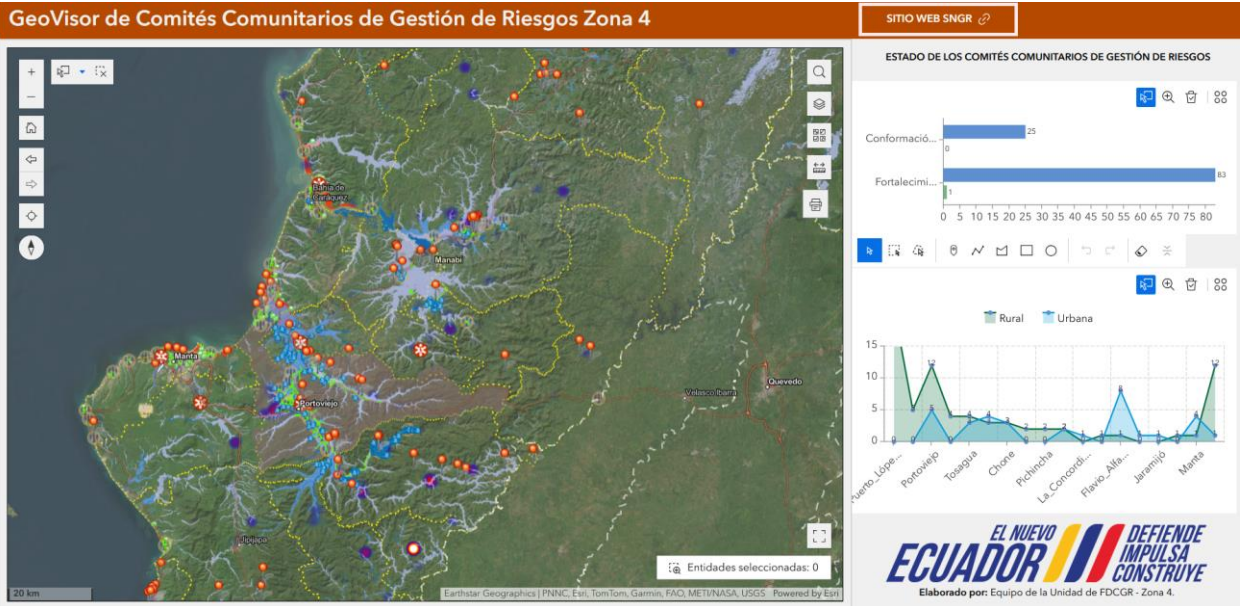 GeoVisor de Comités Comunitarios de Gestión de Riesgos Zona 4
SITIO WEB SNGR
Bahía de
Caráquez
Manabí
Manta
Portoviejo
Velasco Ibarra
Quevedo
Jipijapa
Entidades seleccionadas: 0
20 km
Earthstar Geographics | PNNC, Esri, TomTom, Garmin, FAO, METI/NASA, USGS Powered by Esri
ESTADO DE LOS COMITÉS COMUNITARIOS DE GESTIÓN DE RIESGOS
Conformació...
25
0
Fortalecimi...
83
1
0 5 10 15 20 25 30 35 40 45 50 55 60 65 70 75 80
Rural Urbana
15
10
5
0
Puerto_Lópe... Portoviejo Tosagua Chone Pichincha La_Concordi... Flavio_Alfa... Jaramijó Manta
EL NUEVO
ECUADOR
DEFIENDE
IMPULSA
CONSTRUYE
Elaborado por: Equipo de la Unidad de FDCGR - Zona 4.